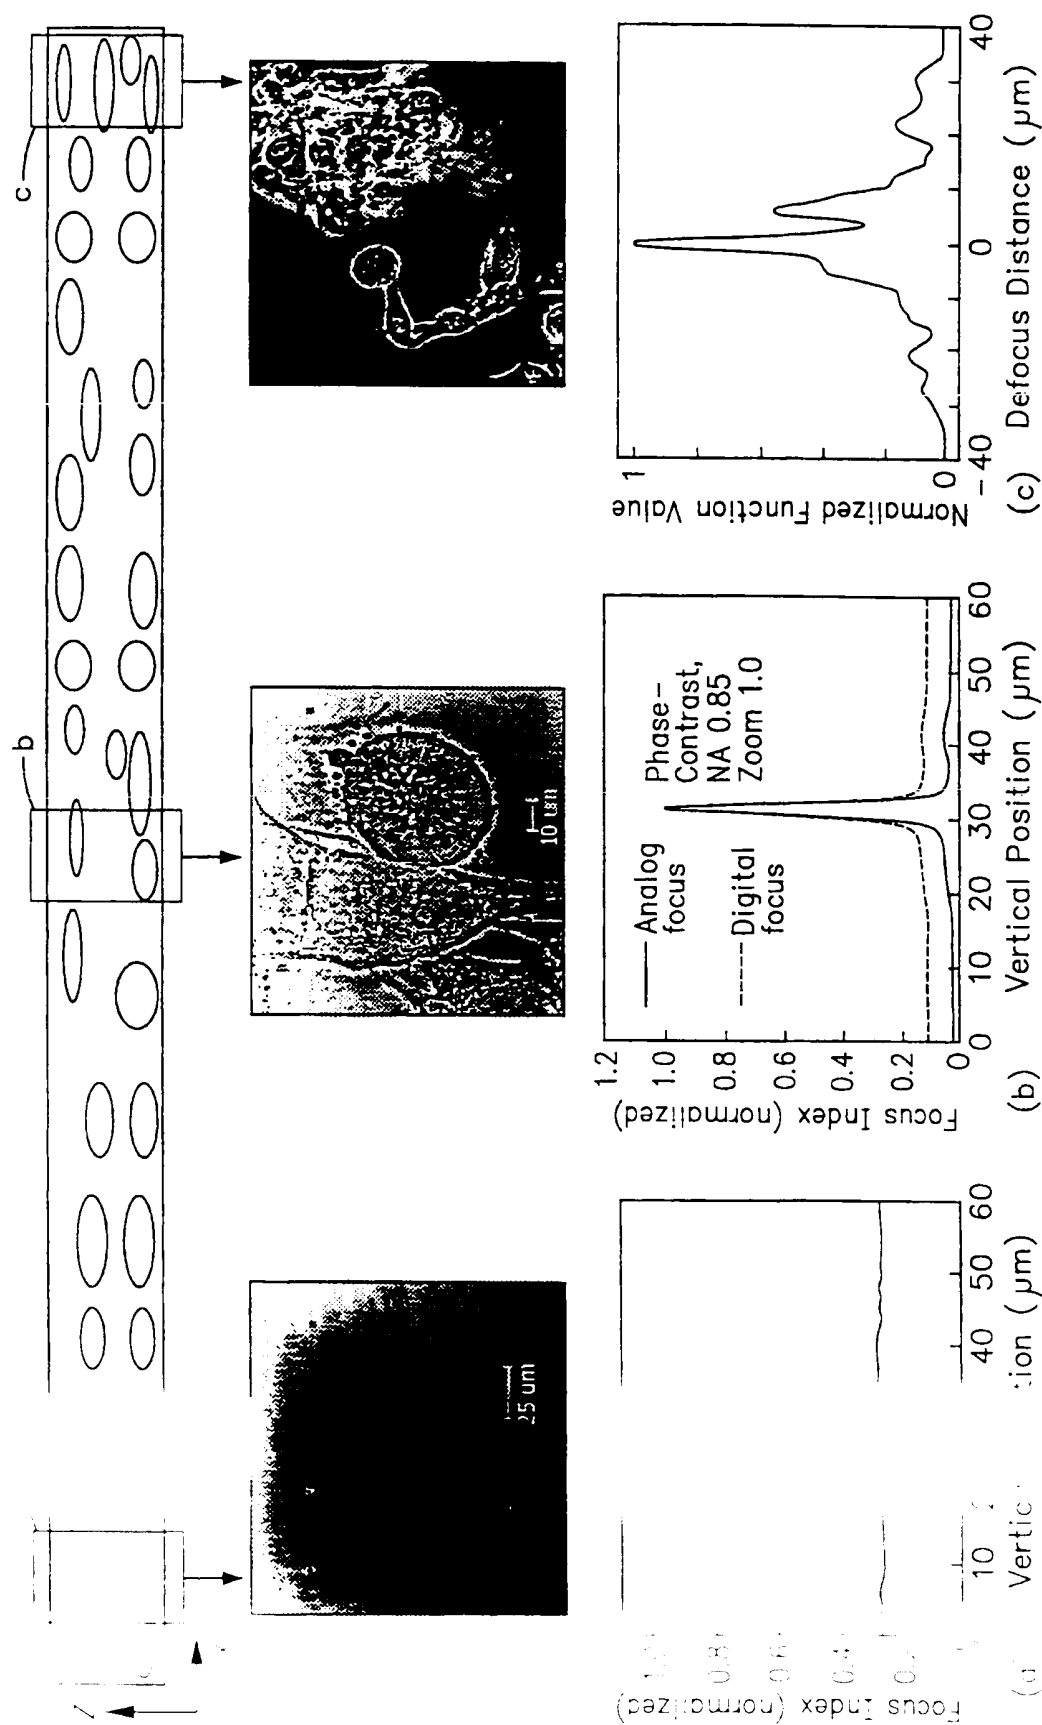 b
c
25 um
10 um
Focus Index (normalized)
10
40
50
60
(µm)
Focus Index (normalized)
1.2
1.0
0.8
0.6
0.4
0.2
0
Analog
focus
Digital
focus
Phase-
Contrast,
NA 0.85
Zoom 1.0
0
10
20
30
40
50
60
(b) Vertical Position (µm)
Normalized Function Value
1
0
-40
0
40
(c) Defocus Distance (µm)